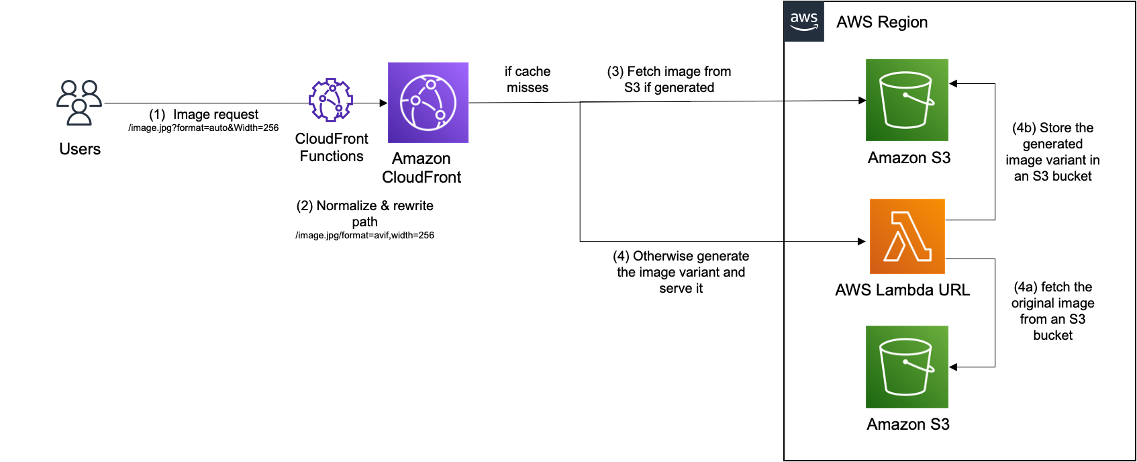 aws
AWS Region
if cache
misses
(3) Fetch image from
S3 if generated
(1) Image request
/image.jpg?format=auto&Width=256
Users
CloudFront
Functions
Amazon
CloudFront
(2) Normalize & rewrite
path
/image.jpg/format=avif,width=256
Amazon S3
(4b) Store the
generated
image variant in
an S3 bucket
(4) Otherwise generate
the image variant and
serve it
AWS Lambda URL
(4a) fetch the
original image
from an S3
bucket
Amazon S3